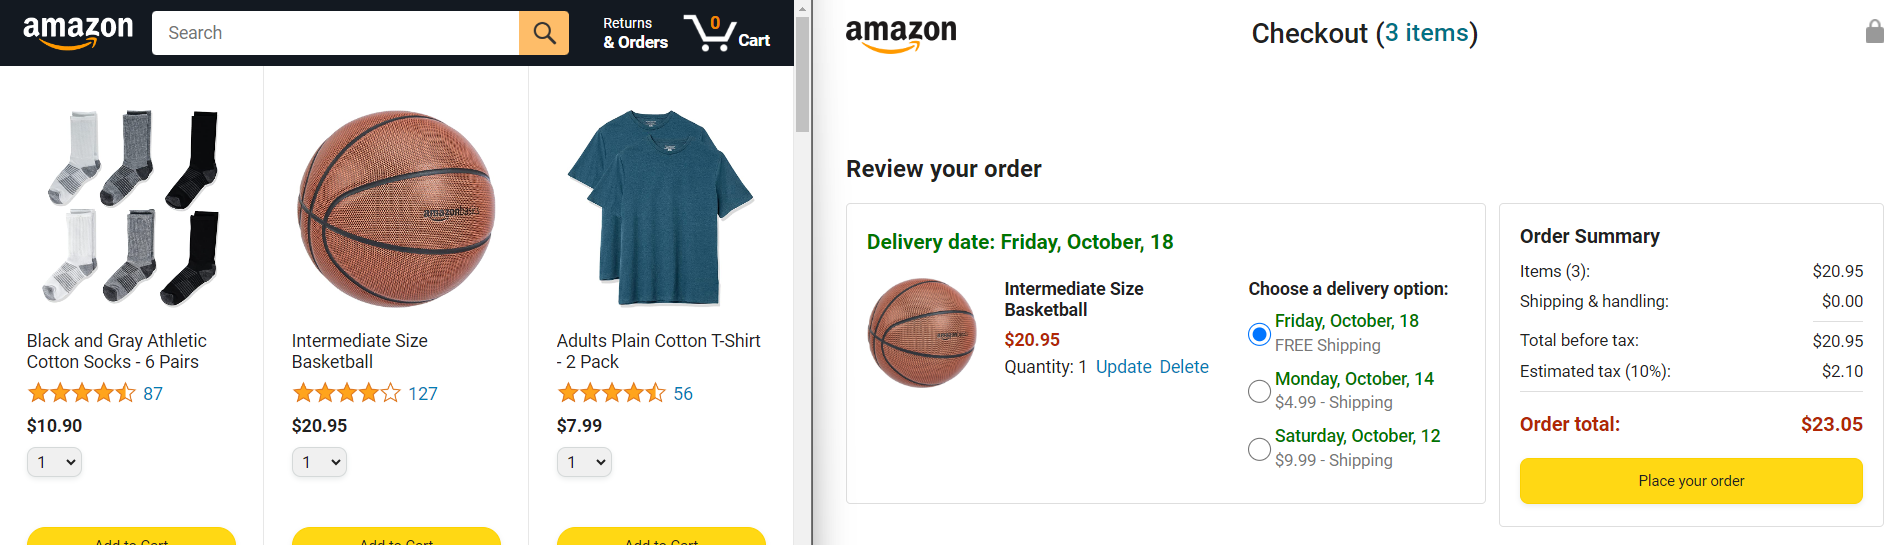 amazon
Search
Returns
& Orders
0
Cart
Black and Gray Athletic
Cotton Socks - 6 Pairs
87
$10.90
1
Add to Cart
amazonbasics
Intermediate Size
Basketball
127
$20.95
1
Add to Cart
Adults Plain Cotton T-Shirt
- 2 Pack
56
$7.99
1
Add to Cart
amazon
Checkout (3 items)
Review your order
Delivery date: Friday, October, 18
Intermediate Size
Basketball
$20.95
Quantity: 1 Update Delete
Choose a delivery option:
Friday, October, 18
FREE Shipping
Monday, October, 14
$4.99 - Shipping
Saturday, October, 12
$9.99 - Shipping
Order Summary
Items (3): $20.95
Shipping & handling: $0.00
Total before tax: $20.95
Estimated tax (10%): $2.10
Order total: $23.05
Place your order